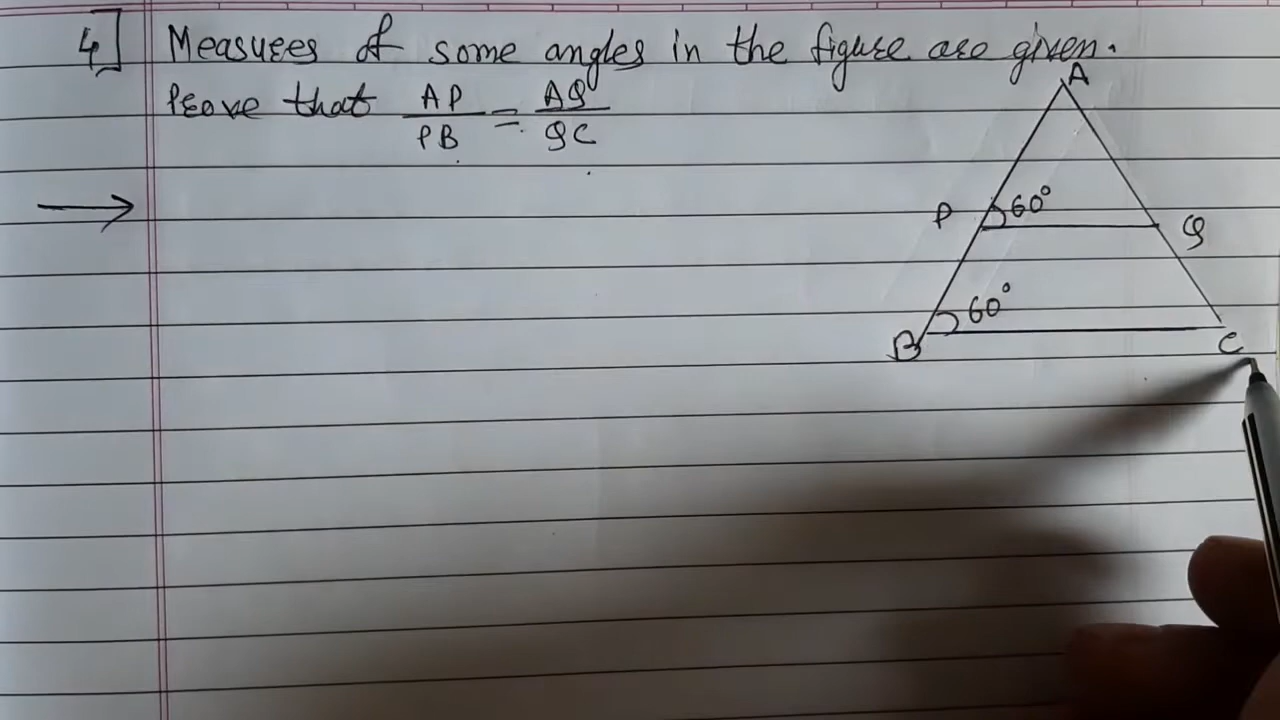 4] Measures of some angles in the figure are given.
Prove that AP/PB = AQ/QC
A
P 60° Q
60°
B C